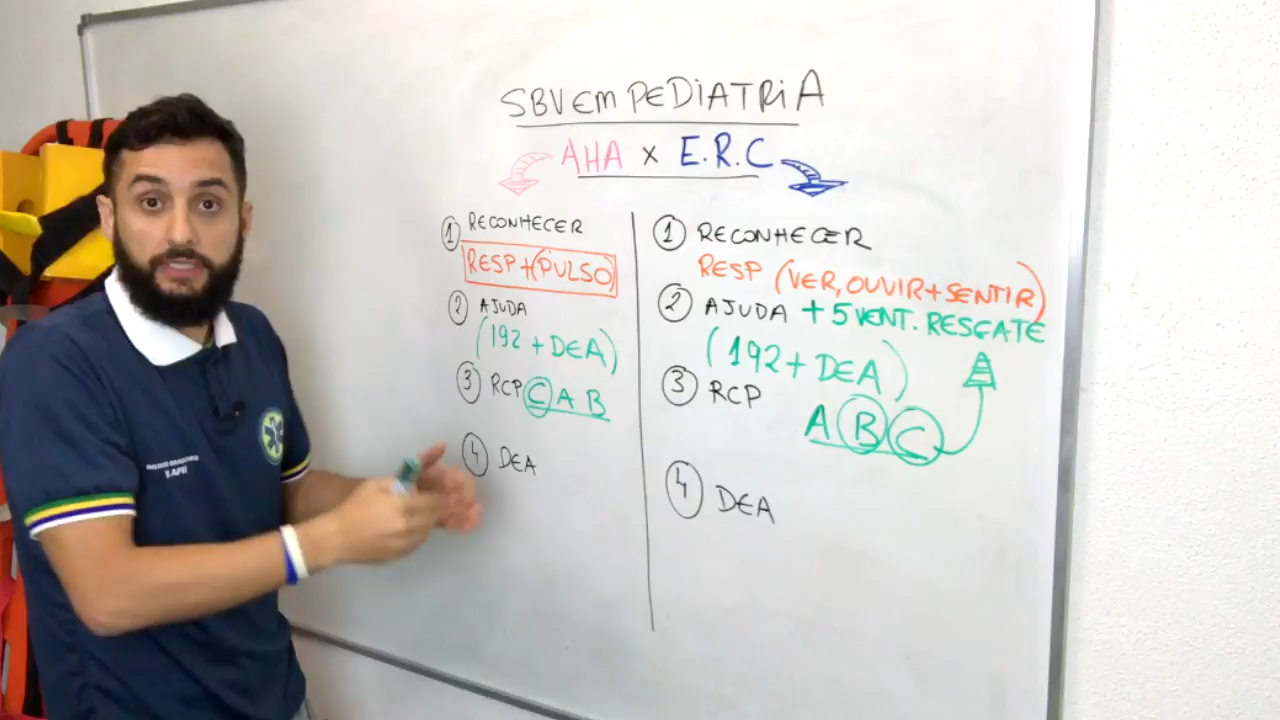 SBV EM PEDIATRIA
AHA x E.R.C
1 RECONHECER
RESP + (PULSO)
2 AJUDA
(192 + DEA)
3 RCP C A B
4 DEA
1 RECONHECER
RESP (VER, OUVIR + SENTIR)
2 AJUDA + 5 VENT. RESGATE
(192 + DEA)
3 RCP
A B C
4 DEA